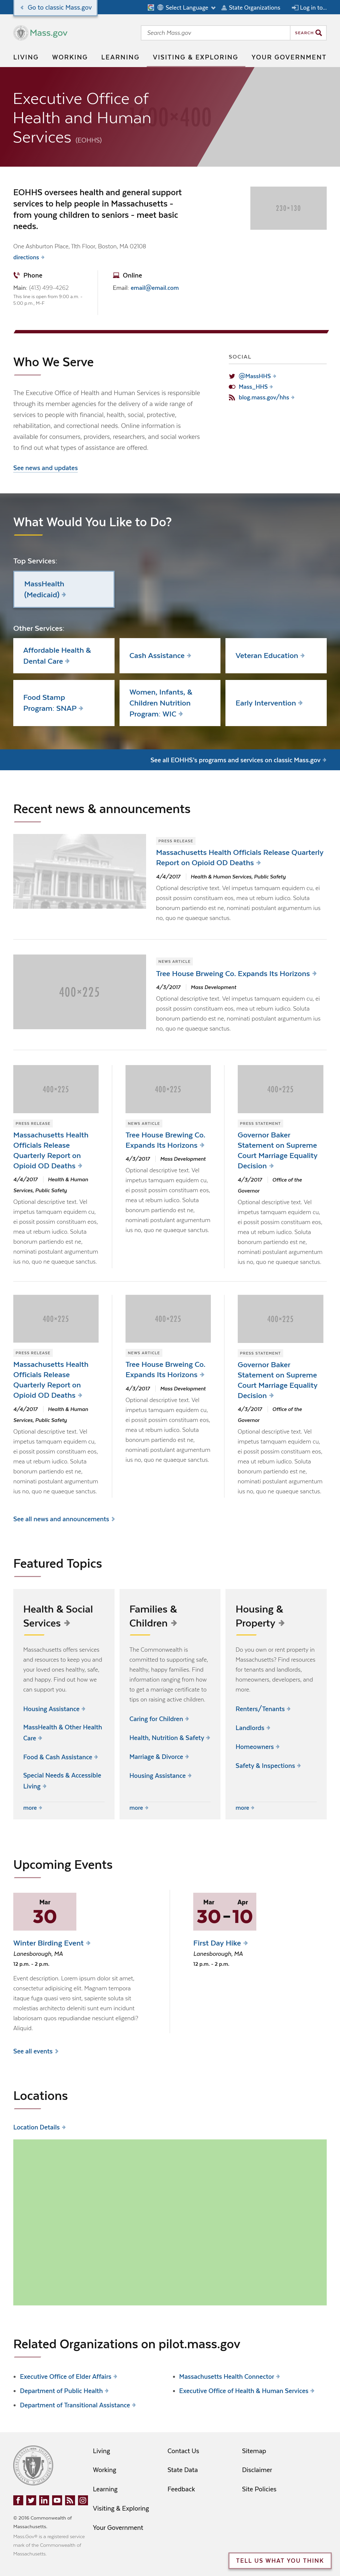 Go to classic Mass.gov
Select Language
State Organizations
Log in to...
Mass.gov
Search Mass.gov
SEARCH
LIVING
WORKING
LEARNING
VISITING & EXPLORING
YOUR GOVERNMENT
Executive Office of
Health and Human
Services (EOHHS)
EOHHS oversees health and general support
services to help people in Massachusetts -
from young children to seniors - meet basic
needs.
230×130
One Ashburton Place, 11th Floor, Boston, MA 02108
directions
Phone
Main: (413) 499-4262
This line is open from 9:00 a.m. -
5:00 p.m., M-F
Online
Email: email@email.com
Who We Serve
The Executive Office of Health and Human Services is responsible
through its member agencies for the delivery of a wide range of
services to people with financial, health, social, protective,
rehabilitation, and correctional needs. Online information is
available for consumers, providers, researchers, and social workers
to find out what types of assistance are offered.
See news and updates
SOCIAL
@MassHHS
Mass_HHS
blog.mass.gov/hhs
What Would You Like to Do?
Top Services:
MassHealth
(Medicaid)
Other Services:
Affordable Health &
Dental Care
Cash Assistance
Veteran Education
Food Stamp
Program: SNAP
Women, Infants, &
Children Nutrition
Program: WIC
Early Intervention
See all EOHHS's programs and services on classic Mass.gov
Recent news & announcements
PRESS RELEASE
Massachusetts Health Officials Release Quarterly
Report on Opioid OD Deaths
4/4/2017 Health & Human Services, Public Safety
Optional descriptive text. Vel impetus tamquam equidem cu, ei
possit possim constituam eos, mea ut rebum iudico. Soluta
bonorum partiendo est ne, nominati postulant argumentum ius
no, quo ne quaeque sanctus.
400×225
NEWS ARTICLE
Tree House Brweing Co. Expands Its Horizons
4/3/2017 Mass Development
Optional descriptive text. Vel impetus tamquam equidem cu, ei
possit possim constituam eos, mea ut rebum iudico. Soluta
bonorum partiendo est ne, nominati postulant argumentum ius
no, quo ne quaeque sanctus.
400×225
PRESS RELEASE
Massachusetts Health
Officials Release
Quarterly Report on
Opioid OD Deaths
4/4/2017 Health & Human
Services, Public Safety
Optional descriptive text. Vel
impetus tamquam equidem cu,
ei possit possim constituam eos,
mea ut rebum iudico. Soluta
bonorum partiendo est ne,
nominati postulant argumentum
ius no, quo ne quaeque sanctus.
400×225
NEWS ARTICLE
Tree House Brewing Co.
Expands Its Horizons
4/3/2017 Mass Development
Optional descriptive text. Vel
impetus tamquam equidem cu,
ei possit possim constituam eos,
mea ut rebum iudico. Soluta
bonorum partiendo est ne,
nominati postulant argumentum
ius no, quo ne quaeque sanctus.
400×225
PRESS STATEMENT
Governor Baker
Statement on Supreme
Court Marriage Equality
Decision
4/3/2017 Office of the
Governor
Optional descriptive text. Vel
impetus tamquam equidem cu,
ei possit possim constituam eos,
mea ut rebum iudico. Soluta
bonorum partiendo est ne,
nominati postulant argumentum
ius no, quo ne quaeque sanctus.
400×225
PRESS RELEASE
Massachusetts Health
Officials Release
Quarterly Report on
Opioid OD Deaths
4/4/2017 Health & Human
Services, Public Safety
Optional descriptive text. Vel
impetus tamquam equidem cu,
ei possit possim constituam eos,
mea ut rebum iudico. Soluta
bonorum partiendo est ne,
nominati postulant argumentum
ius no, quo ne quaeque sanctus.
400×225
NEWS ARTICLE
Tree House Brweing Co.
Expands Its Horizons
4/3/2017 Mass Development
Optional descriptive text. Vel
impetus tamquam equidem cu,
ei possit possim constituam eos,
mea ut rebum iudico. Soluta
bonorum partiendo est ne,
nominati postulant argumentum
ius no, quo ne quaeque sanctus.
400×225
PRESS STATEMENT
Governor Baker
Statement on Supreme
Court Marriage Equality
Decision
4/3/2017 Office of the
Governor
Optional descriptive text. Vel
impetus tamquam equidem cu,
ei possit possim constituam eos,
mea ut rebum iudico. Soluta
bonorum partiendo est ne,
nominati postulant argumentum
ius no, quo ne quaeque sanctus.
See all news and announcements
Featured Topics
Health & Social
Services
Massachusetts offers services
and resources to keep you and
your loved ones healthy, safe,
and happy. Find out how we
can support you.
Housing Assistance
MassHealth & Other Health
Care
Food & Cash Assistance
Special Needs & Accessible
Living
more
Families &
Children
The Commonwealth is
committed to supporting safe,
healthy, happy families. Find
information ranging from how
to get a marriage certificate to
tips on raising active children.
Caring for Children
Health, Nutrition & Safety
Marriage & Divorce
Housing Assistance
more
Housing &
Property
Do you own or rent property in
Massachusetts? Find resources
for tenants and landlords,
homeowners, developers, and
more.
Renters/Tenants
Landlords
Homeowners
Safety & Inspections
more
Upcoming Events
Mar
30
Winter Birding Event
Lanesborough, MA
12 p.m. - 2 p.m.
Event description. Lorem ipsum dolor sit amet,
consectetur adipisicing elit. Magnam tempora
itaque fuga quasi vero sint, sapiente soluta sit
molestias architecto deleniti sunt eum incidunt
laboriosam quos repudiandae nesciunt eligendi?
Aliquid.
Mar Apr
30-10
First Day Hike
Lanesborough, MA
12 p.m. - 2 p.m.
See all events
Locations
Location Details
Related Organizations on pilot.mass.gov
Executive Office of Elder Affairs
Department of Public Health
Department of Transitional Assistance
Massachusetts Health Connector
Executive Office of Health & Human Services
© 2016 Commonwealth of
Massachusetts.
Mass.Gov® is a registered service
mark of the Commonwealth of
Massachusetts.
Living
Working
Learning
Visiting & Exploring
Your Government
Contact Us
State Data
Feedback
Sitemap
Disclaimer
Site Policies
TELL US WHAT YOU THINK